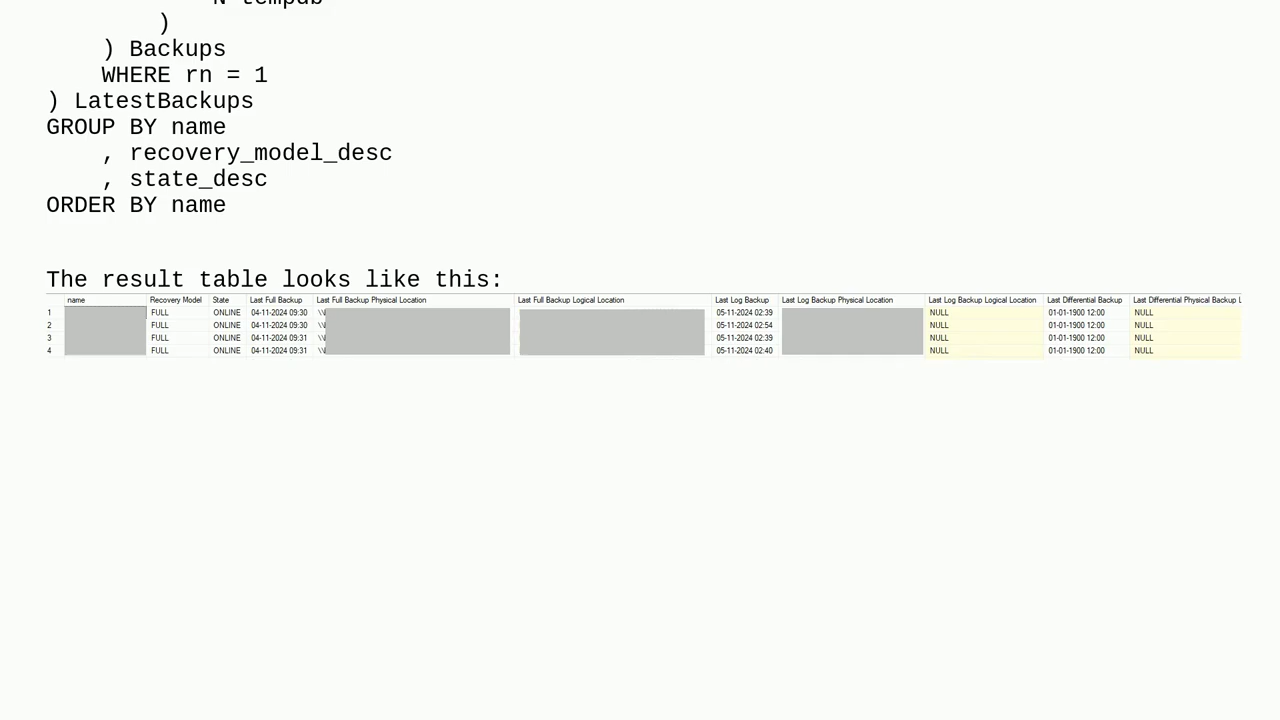 )
) Backups
WHERE rn = 1
) LatestBackups
GROUP BY name
, recovery_model_desc
, state_desc
ORDER BY name
The result table looks like this:
name Recovery Model State Last Full Backup Last Full Backup Physical Location Last Full Backup Logical Location Last Log Backup Last Log Backup Physical Location Last Log Backup Logical Location Last Differential Backup Last Differential Physical Backup L
1 FULL ONLINE 04-11-2024 09:30 \\ 05-11-2024 02:39 NULL 01-01-1900 12:00 NULL
2 FULL ONLINE 04-11-2024 09:30 \\ 05-11-2024 02:54 NULL 01-01-1900 12:00 NULL
3 FULL ONLINE 04-11-2024 09:31 \\ 05-11-2024 02:39 NULL 01-01-1900 12:00 NULL
4 FULL ONLINE 04-11-2024 09:31 \\ 05-11-2024 02:40 NULL 01-01-1900 12:00 NULL